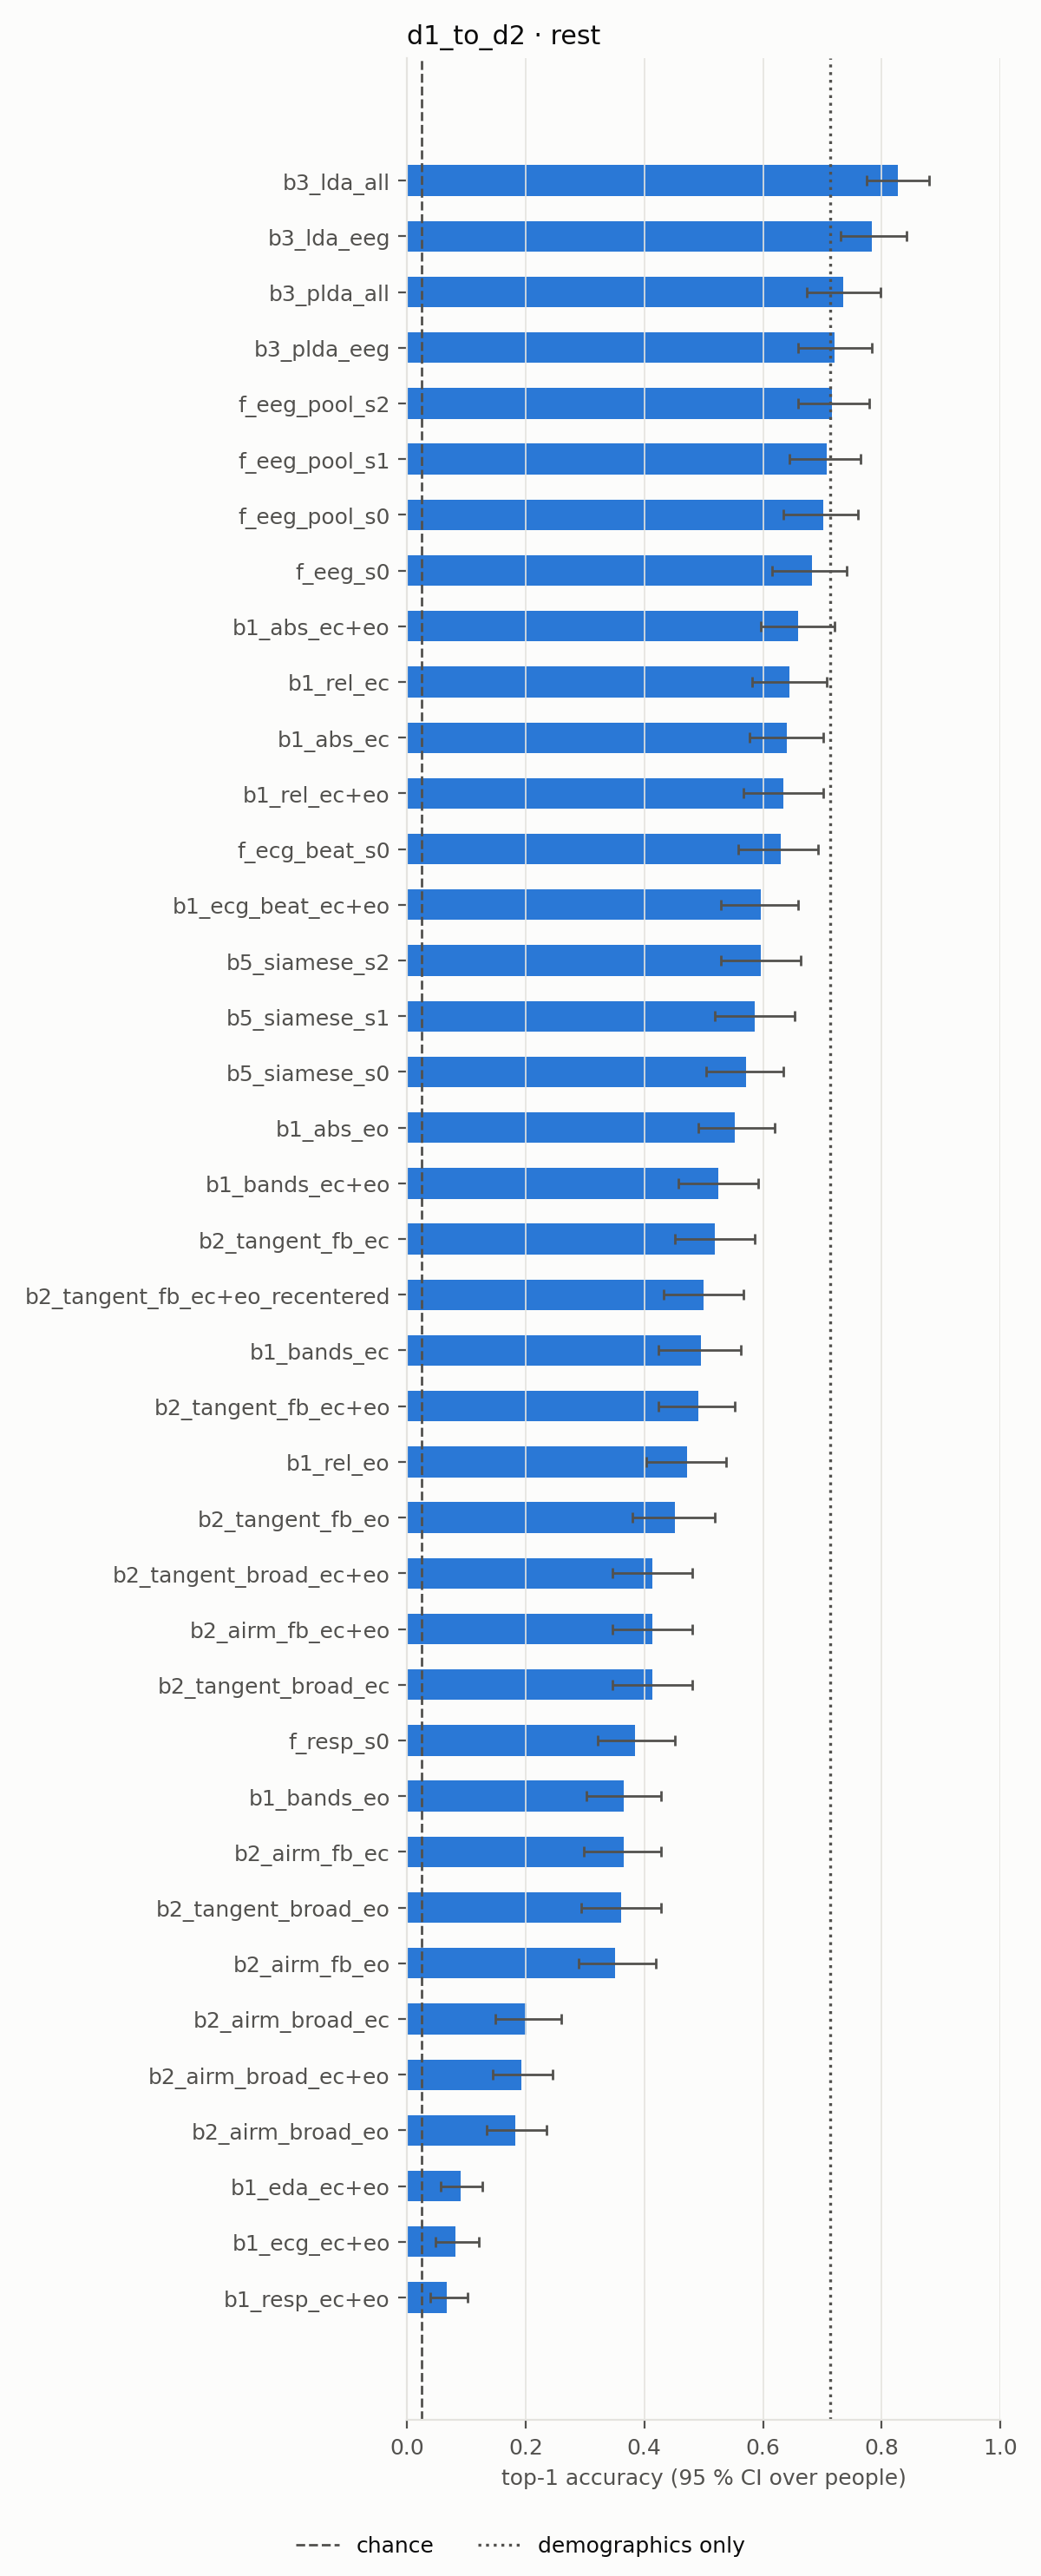 d1_to_d2 · rest
b3_lda_all
b3_lda_eeg
b3_plda_all
b3_plda_eeg
f_eeg_pool_s2
f_eeg_pool_s1
f_eeg_pool_s0
f_eeg_s0
b1_abs_ec+eo
b1_rel_ec
b1_abs_ec
b1_rel_ec+eo
f_ecg_beat_s0
b1_ecg_beat_ec+eo
b5_siamese_s2
b5_siamese_s1
b5_siamese_s0
b1_abs_eo
b1_bands_ec+eo
b2_tangent_fb_ec
b2_tangent_fb_ec+eo_recentered
b1_bands_ec
b2_tangent_fb_ec+eo
b1_rel_eo
b2_tangent_fb_eo
b2_tangent_broad_ec+eo
b2_airm_fb_ec+eo
b2_tangent_broad_ec
f_resp_s0
b1_bands_eo
b2_airm_fb_ec
b2_tangent_broad_eo
b2_airm_fb_eo
b2_airm_broad_ec
b2_airm_broad_ec+eo
b2_airm_broad_eo
b1_eda_ec+eo
b1_ecg_ec+eo
b1_resp_ec+eo
0.0 0.2 0.4 0.6 0.8 1.0
top-1 accuracy (95 % CI over people)
chance demographics only